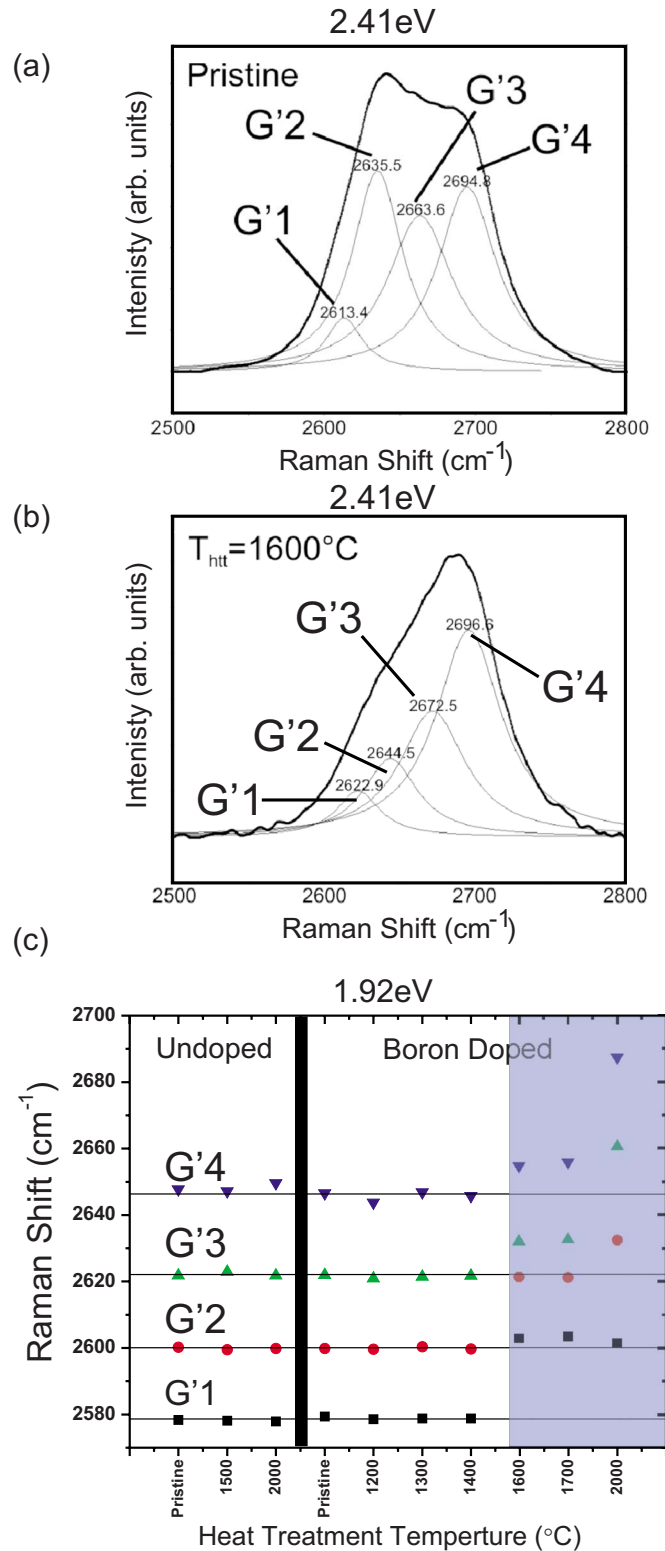 2.41eV
(a)
Pristine
G'3
G'2
G'4
2635.5
2694.8
2663.6
G'1
2613.4
Intenisty (arb. units)
2500 2600 2700 2800
Raman Shift (cm-1)
2.41eV
(b)
Thtt=1600°C
G'3
2696.6
G'4
2672.5
G'2
2644.5
2622.9
G'1
Intenisty (arb. units)
2500 2600 2700 2800
Raman Shift (cm-1)
(c)
1.92eV
2700
Undoped Boron Doped
2680
2660
G'4
2640
G'3
2620
G'2
2600
G'1
2580
Raman Shift (cm-1)
Pristine 1500 2000 Pristine 1200 1300 1400 1600 1700 2000
Heat Treatment Temperture (°C)